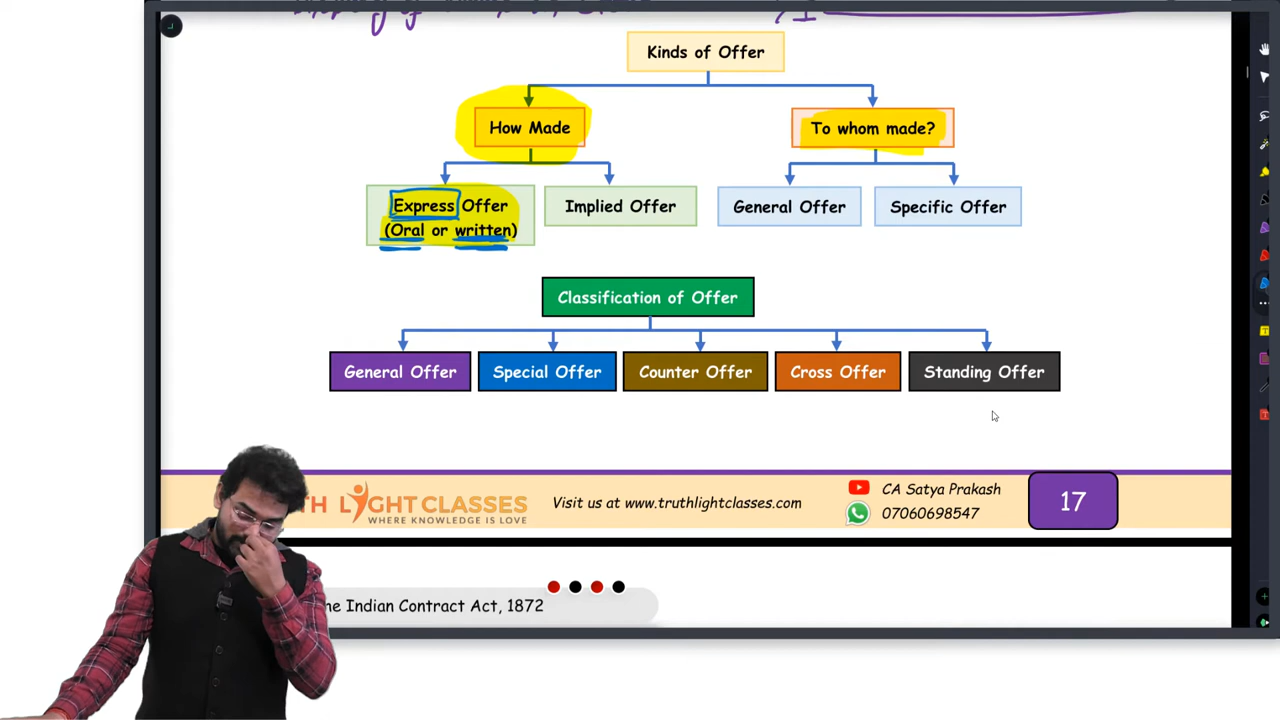 Kinds of Offer
How Made
To whom made?
Express Offer
(Oral or written)
Implied Offer
General Offer
Specific Offer
Classification of Offer
General Offer
Special Offer
Counter Offer
Cross Offer
Standing Offer
TH LIGHT CLASSES
WHERE KNOWLEDGE IS LOVE
Visit us at www.truthlightclasses.com
CA Satya Prakash
07060698547
17
he Indian Contract Act, 1872